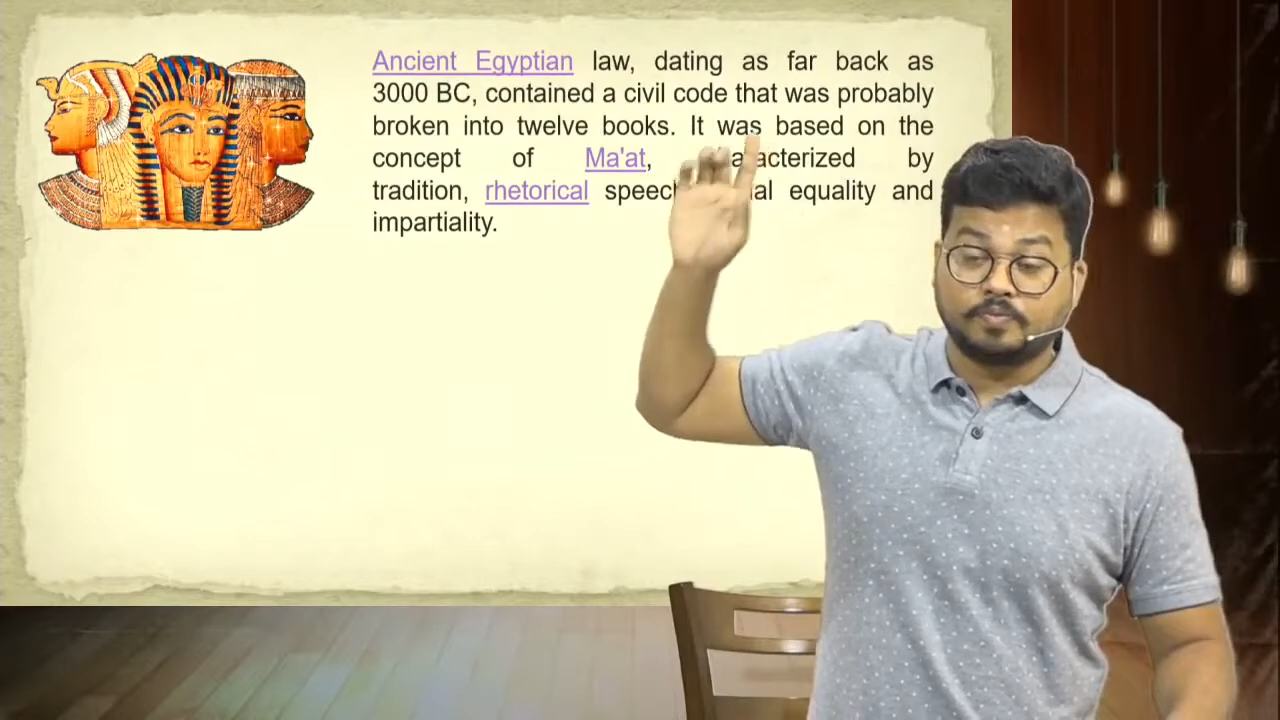 Ancient Egyptian law, dating as far back as
3000 BC, contained a civil code that was probably
broken into twelve books. It was based on the
concept of Ma'at, by
tradition, rhetorical equality and
impartiality.